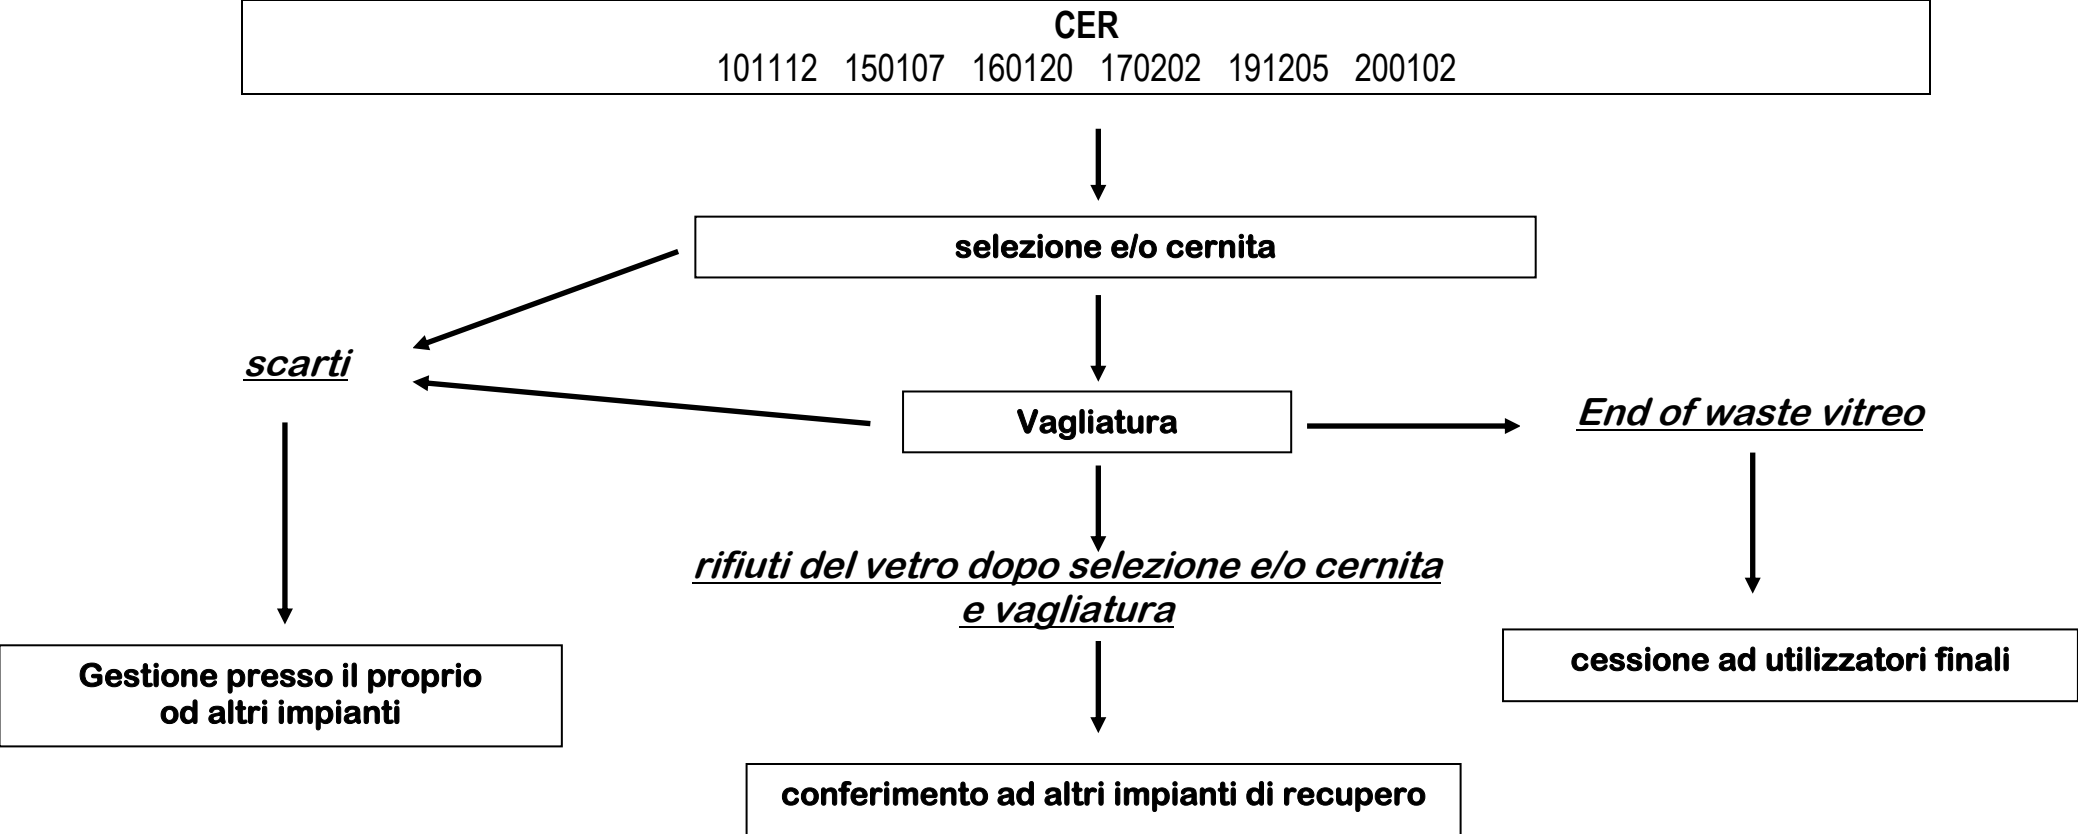 CER
101112 150107 160120 170202 191205 200102
selezione e/o cernita
scarti
Vagliatura
End of waste vitreo
rifiuti del vetro dopo selezione e/o cernita
e vagliatura
Gestione presso il proprio
od altri impianti
cessione ad utilizzatori finali
conferimento ad altri impianti di recupero